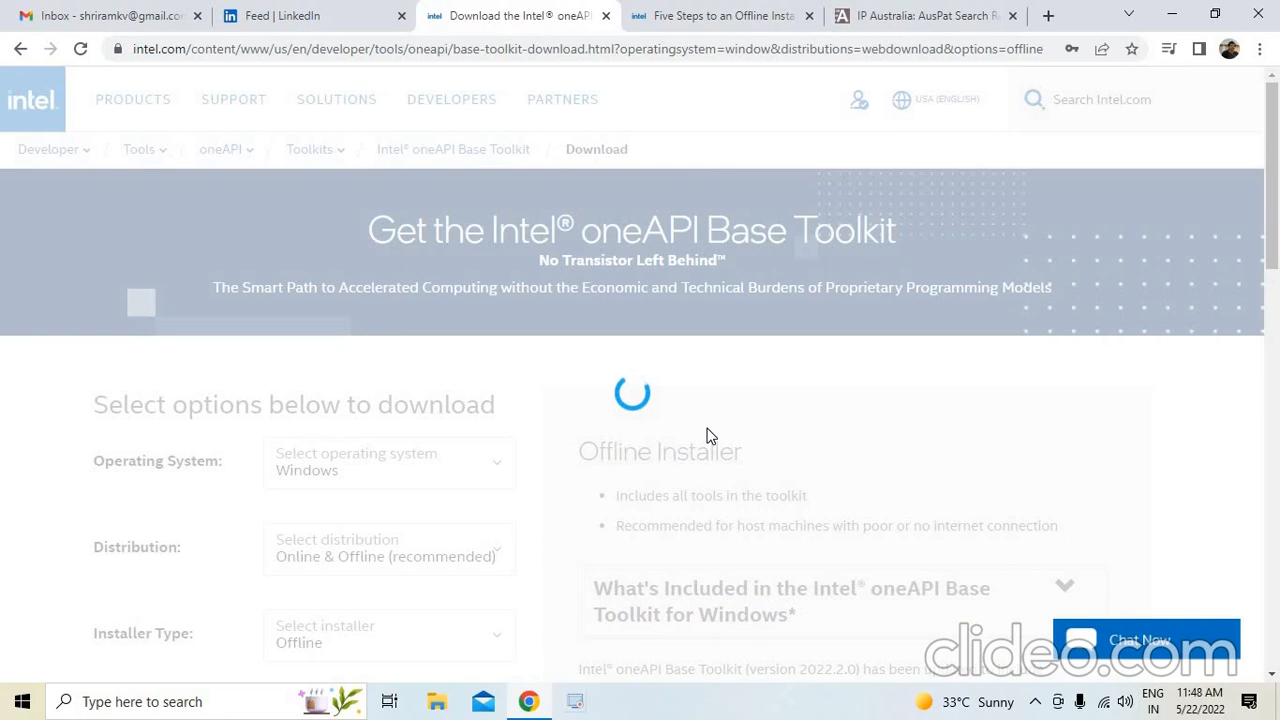 Inbox - shriramkv@gmail.co
Feed | LinkedIn
intel. Download the Intel® oneAPI
intel. Five Steps to an Offline Insta
IP Australia: AusPat Search Re
intel.com/content/www/us/en/developer/tools/oneapi/base-toolkit-download.html?operatingsystem=window&distributions=webdownload&options=offline
intel. PRODUCTS SUPPORT SOLUTIONS DEVELOPERS PARTNERS USA (ENGLISH) Search Intel.com
Developer / Tools / oneAPI / Toolkits / Intel® oneAPI Base Toolkit / Download
Get the Intel® oneAPI Base Toolkit
No Transistor Left Behind™
The Smart Path to Accelerated Computing without the Economic and Technical Burdens of Proprietary Programming Models
Select options below to download
Operating System:
Select operating system
Windows
Distribution:
Select distribution
Online & Offline (recommended)
Installer Type:
Select installer
Offline
Offline Installer
• Includes all tools in the toolkit
• Recommended for host machines with poor or no internet connection
What's Included in the Intel® oneAPI Base
Toolkit for Windows*
Intel® oneAPI Base Toolkit (version 2022.2.0) has been
Chat Now
clideo.com
Type here to search
33°C Sunny
ENG
IN
11:48 AM
5/22/2022